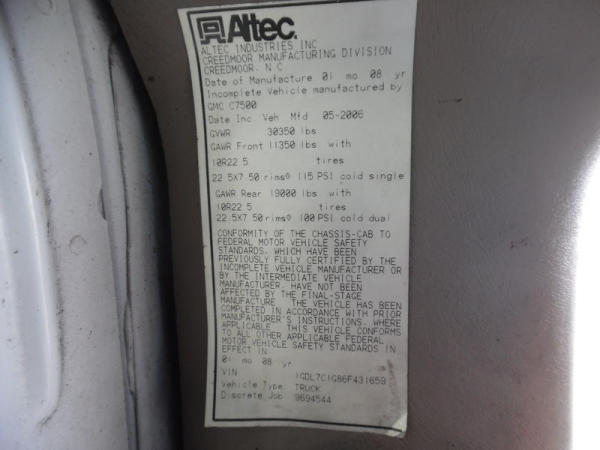 Altec.
ALTEC INDUSTRIES INC
CREEDMOOR MANUFACTURING DIVISION
CREEDMOOR, N C
Date of Manufacture 01 mo 08 yr
Incomplete Vehicle manufactured by
GMC C7500
Date Inc. Veh Mfd 05-2006
GVWR 30350 lbs
GAWR Front 11350 lbs with
10R22.5 tires
22.5X7.50 rims@ 115 PSI cold single
GAWR Rear 19000 lbs with
10R22.5 tires
22.5X7.50 rims@ 100 PSI cold dual
CONFORMITY OF THE CHASSIS-CAB TO
FEDERAL MOTOR VEHICLE SAFETY
STANDARDS, WHICH HAVE BEEN
PREVIOUSLY FULLY CERTIFIED BY THE
INCOMPLETE VEHICLE MANUFACTURER OR
BY THE INTERMEDIATE VEHICLE
MANUFACTURER, HAVE NOT BEEN
AFFECTED BY THE FINAL-STAGE
MANUFACTURE. THE VEHICLE HAS BEEN
COMPLETED IN ACCORDANCE WITH PRIOR
MANUFACTURER'S INSTRUCTIONS, WHERE
APPLICABLE. THIS VEHICLE CONFORMS
TO ALL OTHER APPLICABLE FEDERAL
MOTOR VEHICLE SAFETY STANDARDS IN
EFFECT IN
01 mo 08 yr
VIN 1GDL7C1G86F431659
Vehicle Type: TRUCK
Discrete Job 9694544